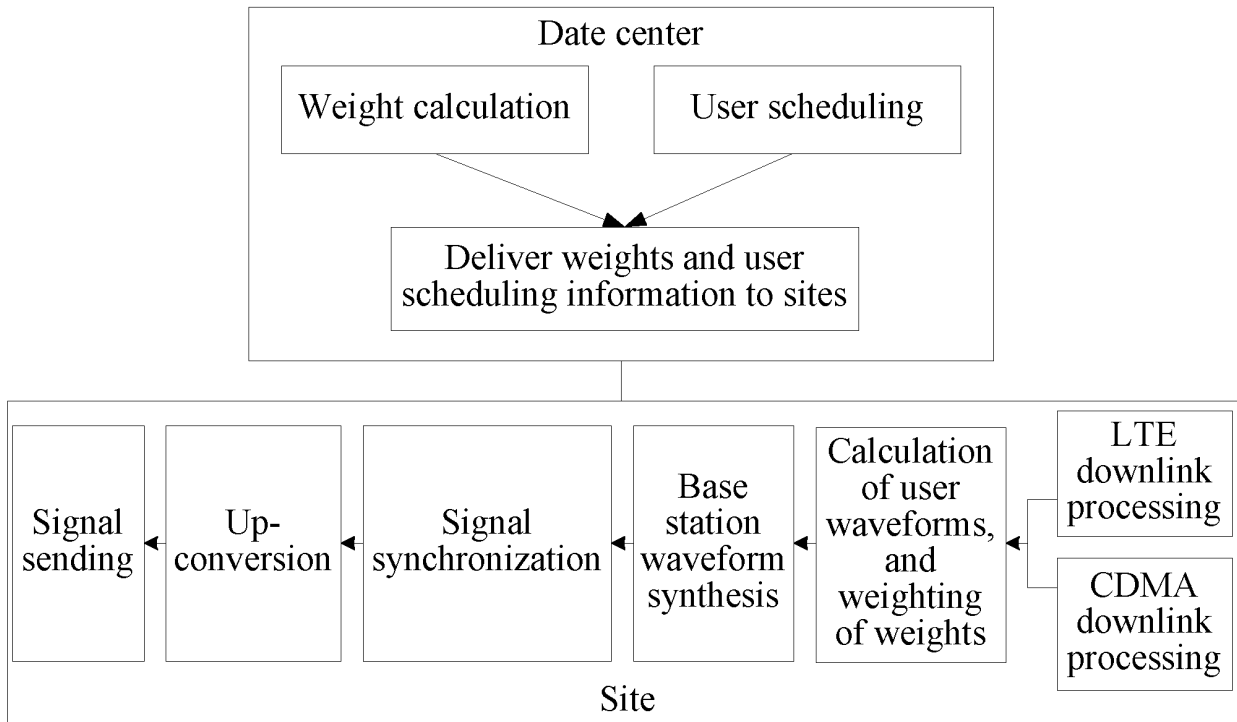 Date center
Weight calculation
User scheduling
Deliver weights and user
scheduling information to sites
Signal
sending
Up-
conversion
Signal
synchronization
Base
station
waveform
synthesis
Calculation
of user
waveforms,
and
weighting
of weights
LTE
downlink
processing
CDMA
downlink
processing
Site